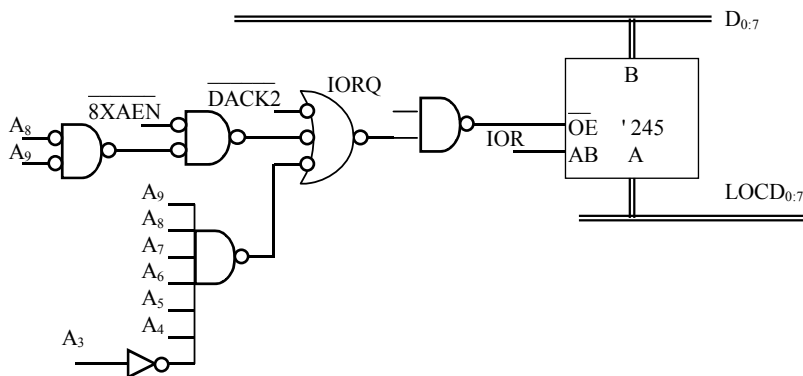 D0:7
B
IORQ
8XAEN
DACK2
A8
A9
OE
'245
IOR
AB
A
A9
LOCD0:7
A8
A7
A6
A5
A4
A3